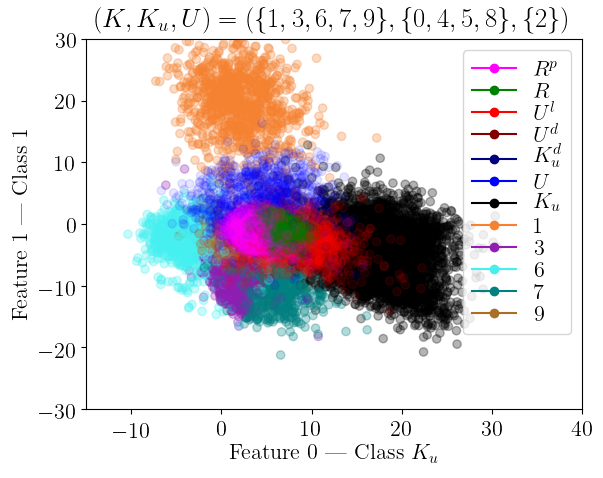 (K, K_u, U) = ({1, 3, 6, 7, 9}, {0, 4, 5, 8}, {2})
30
20
10
0
−10
−20
−30
Feature 1 — Class 1
R^p
R
U^l
U^d
K_u^d
U
K_u
1
3
6
7
9
−10
0
10
20
30
40
Feature 0 — Class K_u